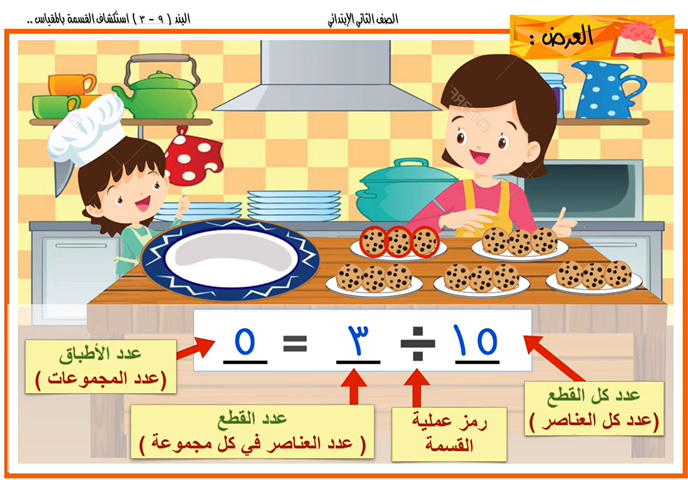 البند ( ٩ - ٣ ) استكشاف القسمة بالمقياس ..
الصف الثاني الإبتدائي
العرض :
١٥ ÷ ٣ = ٥
عدد كل القطع
(عدد كل العناصر )
رمز عملية
القسمة
عدد القطع
( عدد العناصر في كل مجموعة )
عدد الأطباق
(عدد المجموعات )